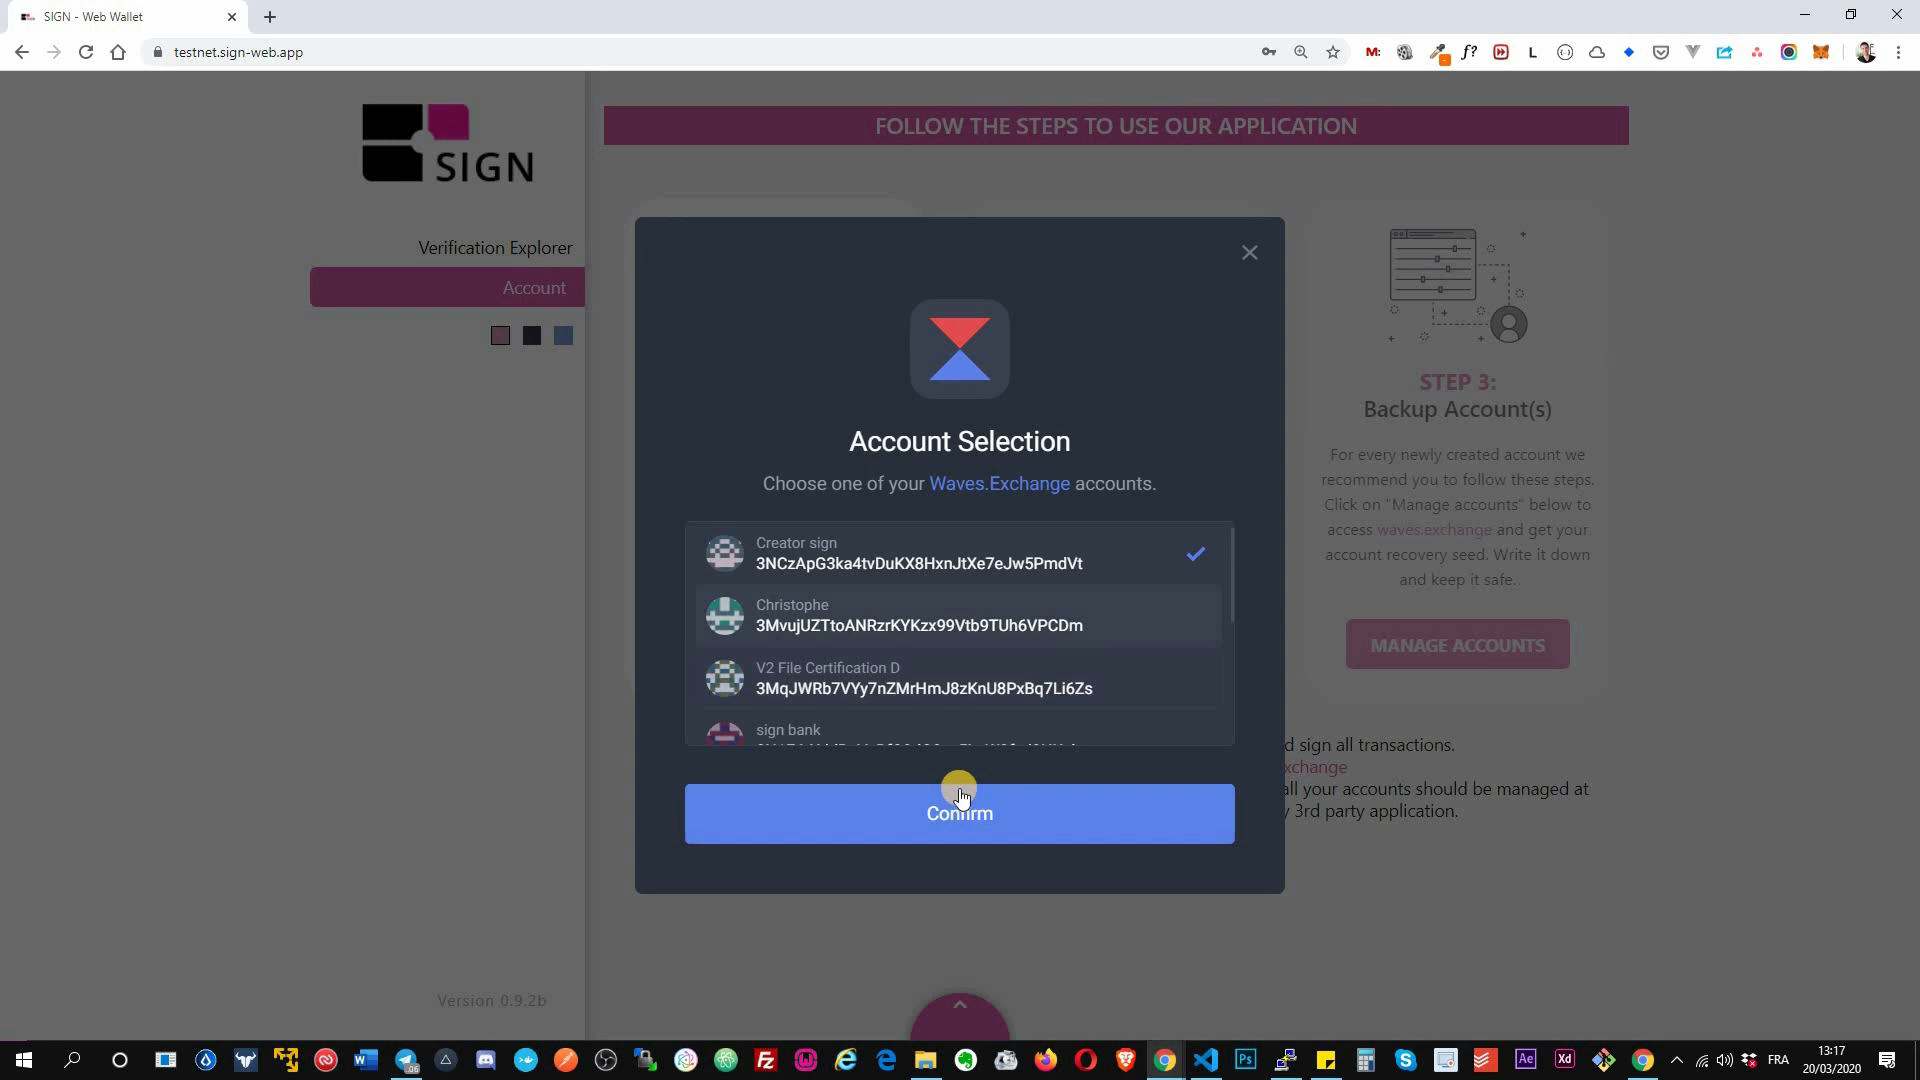 SIGN - Web Wallet
testnet.sign-web.app
SIGN
Verification Explorer
Account
Version 0.9.2b
FOLLOW THE STEPS TO USE OUR APPLICATION
Account Selection
Choose one of your Waves.Exchange accounts.
Creator sign
3NCzApG3ka4tvDuKX8HxnJtXe7eJw5PmdVt
Christophe
3MvujUZTtoANRzrKYKzx99Vtb9TUh6VPCDm
V2 File Certification D
3MqJWRb7VYy7nZMrHmJ8zKnU8PxBq7Li6Zs
sign bank
Confirm
STEP 3:
Backup Account(s)
For every newly created account we
recommend you to follow these steps.
Click on "Manage accounts" below to
access waves.exchange and get your
account recovery seed. Write it down
and keep it safe..
MANAGE ACCOUNTS
sign all transactions.
all your accounts should be managed at
3rd party application.
FRA
13:17
20/03/2020